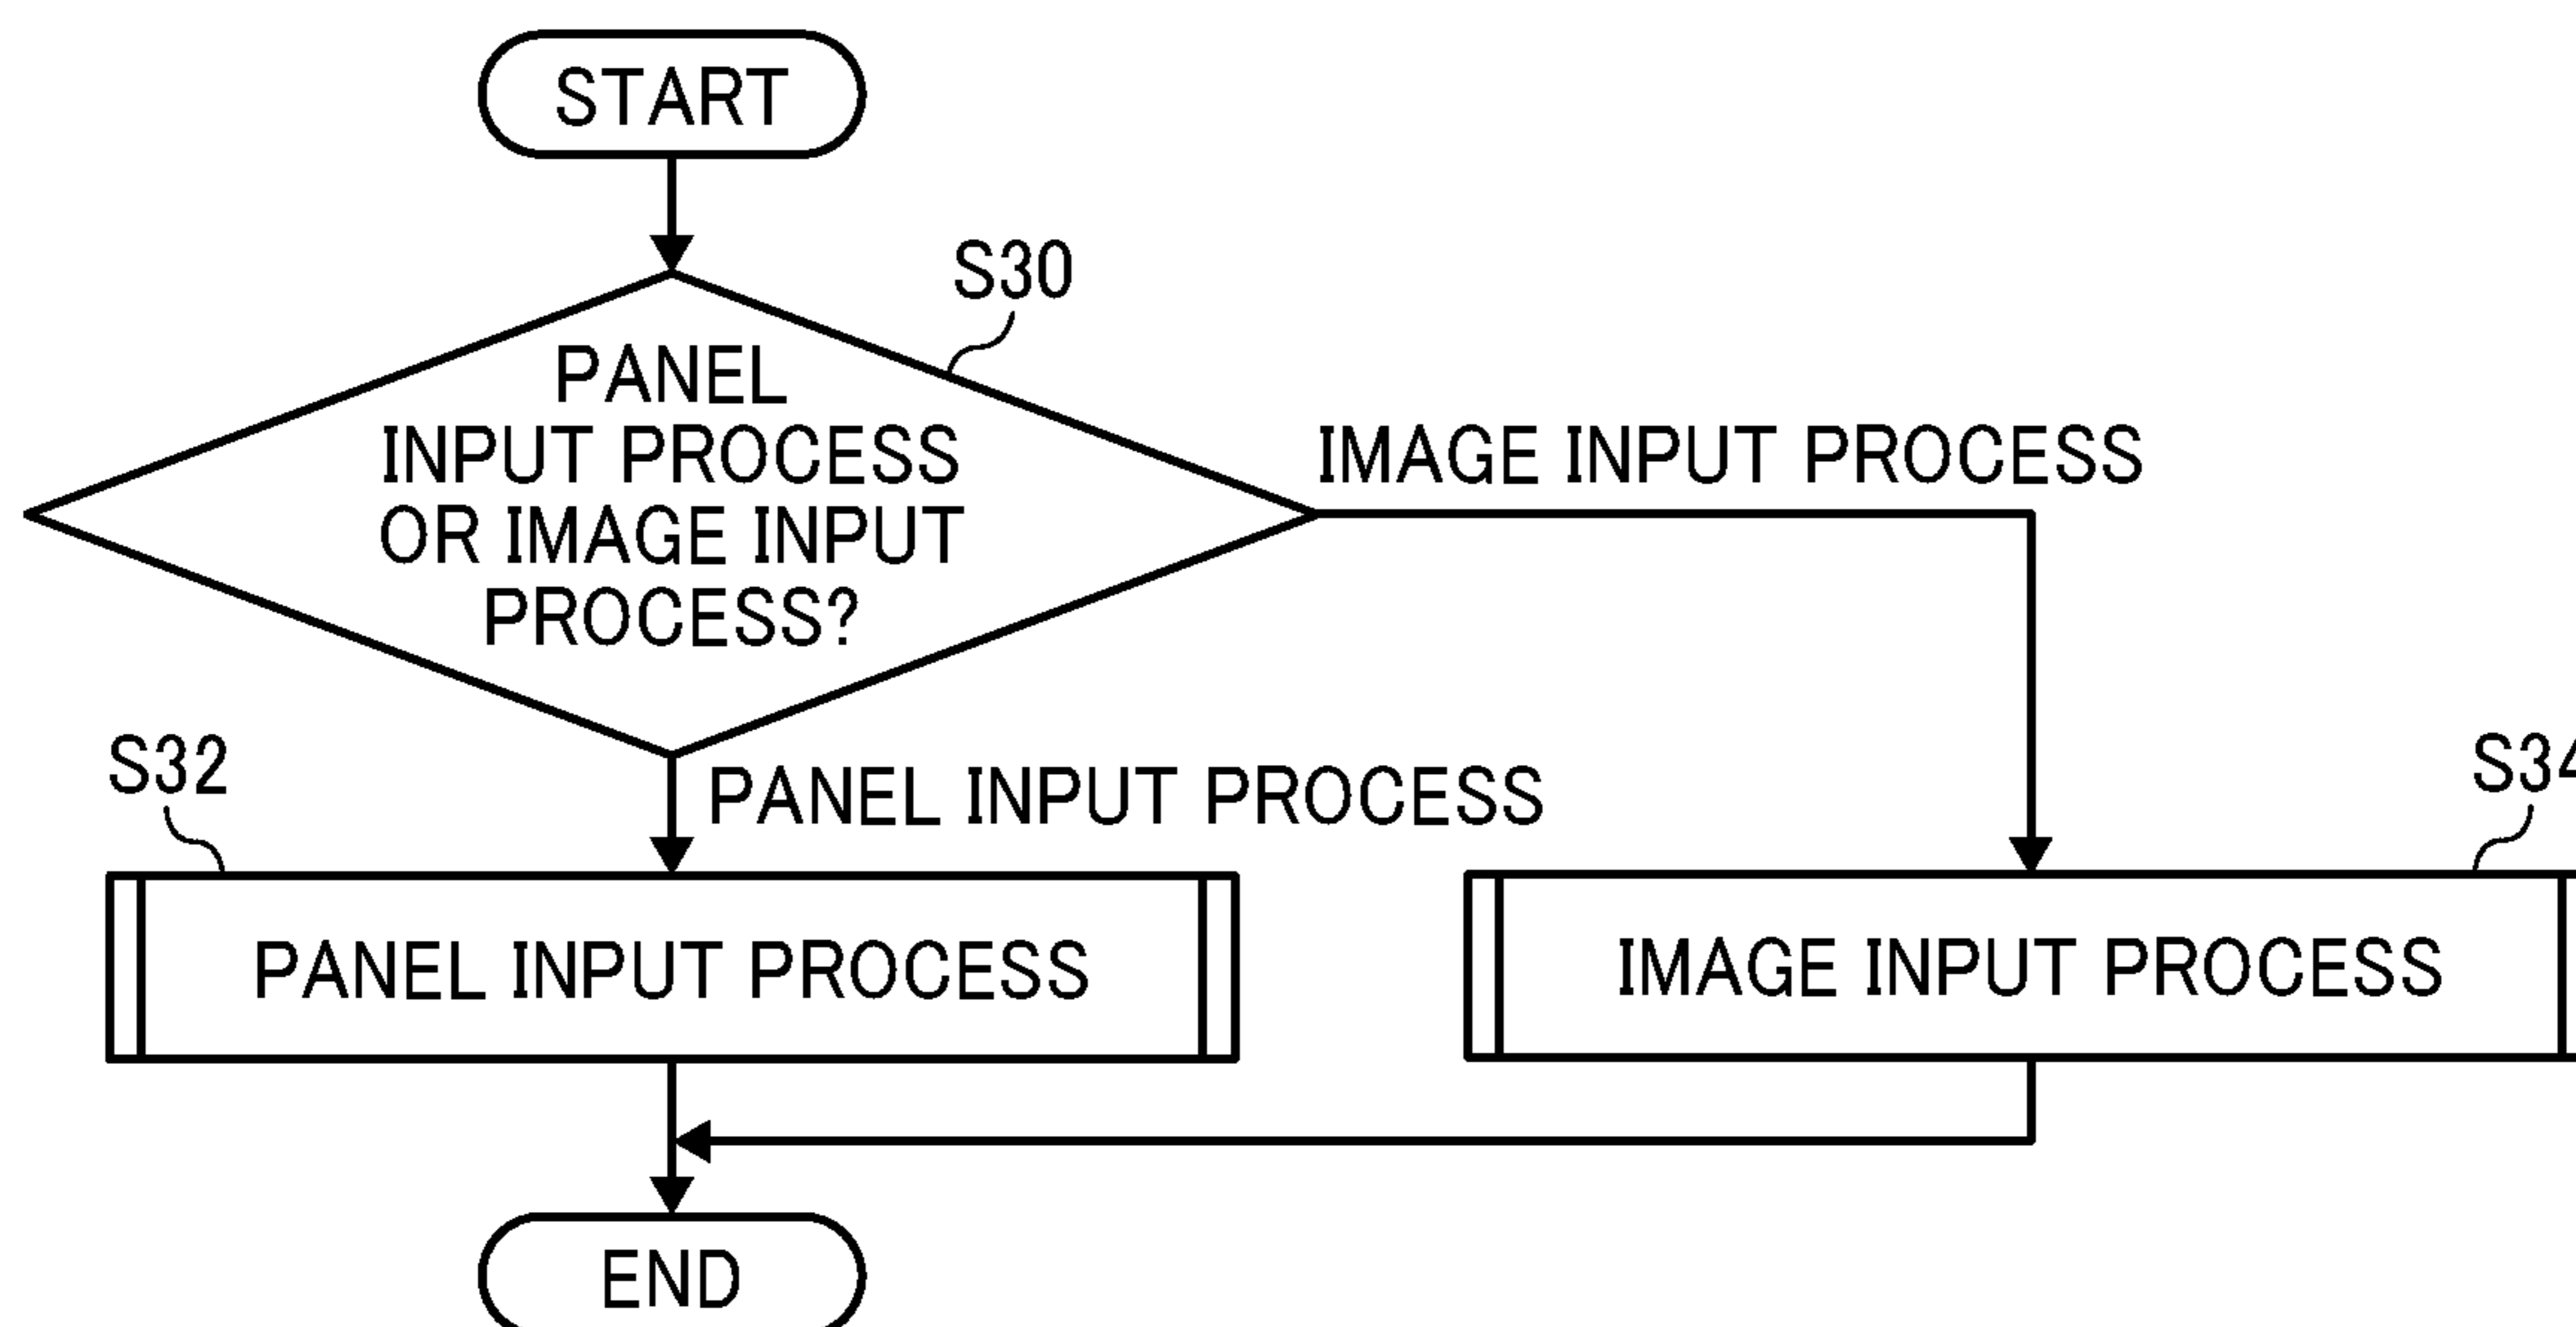 START
S30
PANEL
INPUT PROCESS
OR IMAGE INPUT
PROCESS?
IMAGE INPUT PROCESS
S32
PANEL INPUT PROCESS
S34
PANEL INPUT PROCESS
IMAGE INPUT PROCESS
END